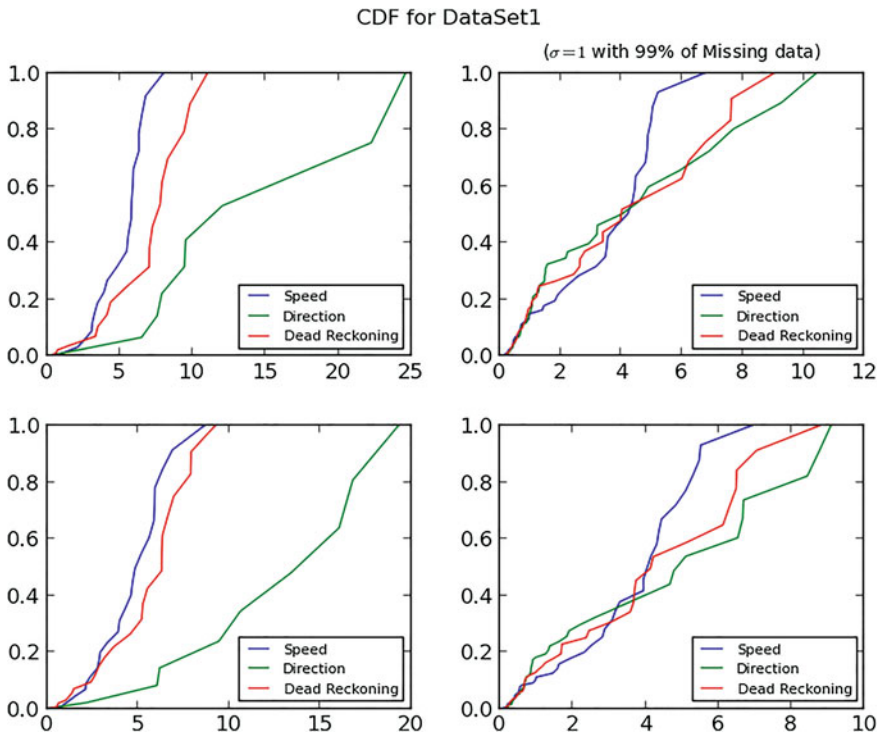 CDF for DataSet1
(σ=1 with 99% of Missing data)
1.0
0.8
0.6
0.4
0.2
0.0
0 5 10 15 20 25
Speed
Direction
Dead Reckoning
1.0
0.8
0.6
0.4
0.2
0.0
0 2 4 6 8 10 12
Speed
Direction
Dead Reckoning
1.0
0.8
0.6
0.4
0.2
0.0
0 5 10 15 20
Speed
Direction
Dead Reckoning
1.0
0.8
0.6
0.4
0.2
0.0
0 2 4 6 8 10
Speed
Direction
Dead Reckoning